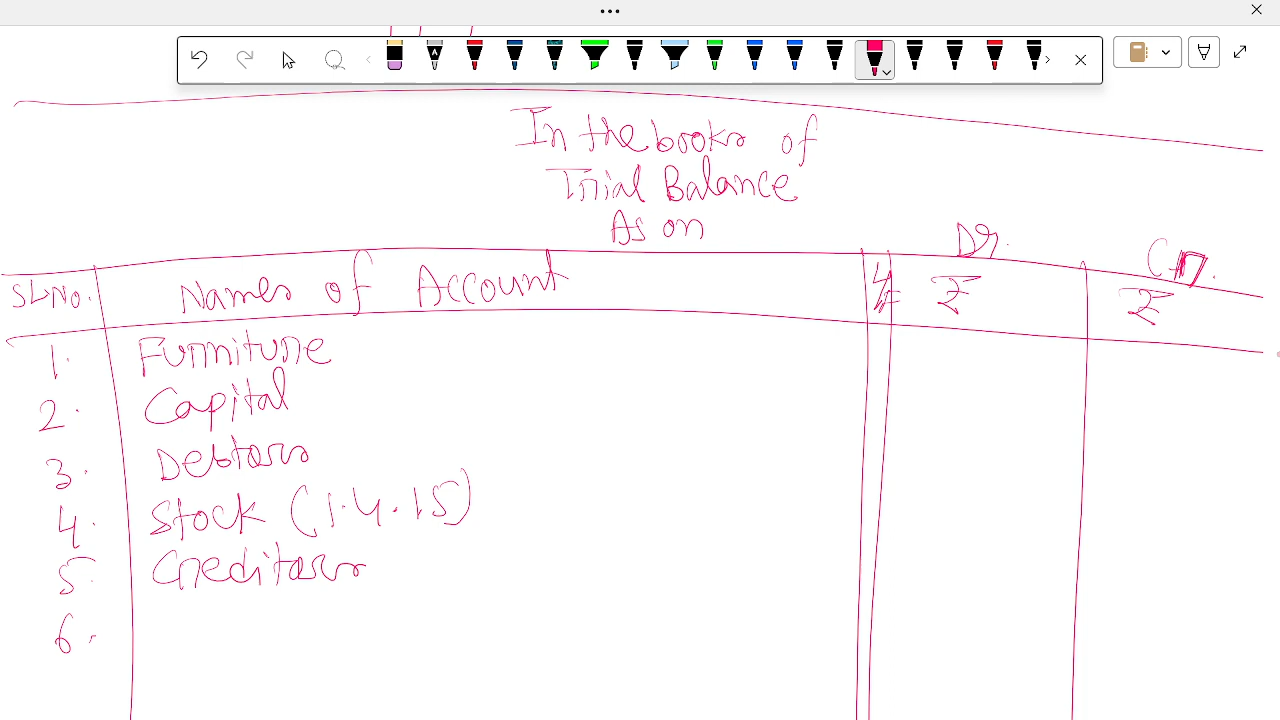 In the books of
Trial Balance
As on
Dr.
Cr.
SL No. Names of Account L/F ₹ ₹
1. Furniture
2. Capital
3. Debtors
4. Stock (1.4.15)
5. Creditors
6.